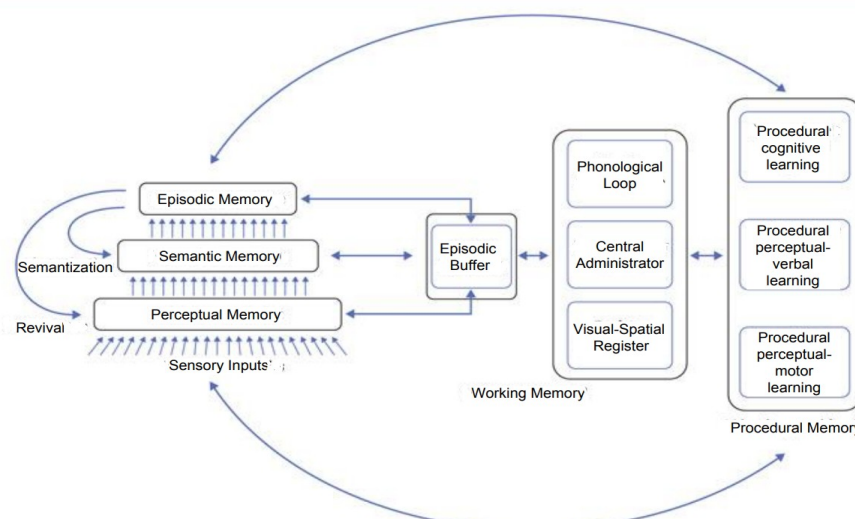 Procedural
cognitive
learning
Phonological
Loop
Episodic Memory
Procedural
perceptual-
verbal
learning
Episodic
Buffer
Central
Administrator
Semantic Memory
Semantization
Perceptual Memory
Revival
Visual-Spatial
Register
Procedural
perceptual-
motor
learning
Sensory Inputs
Working Memory
Procedural Memory